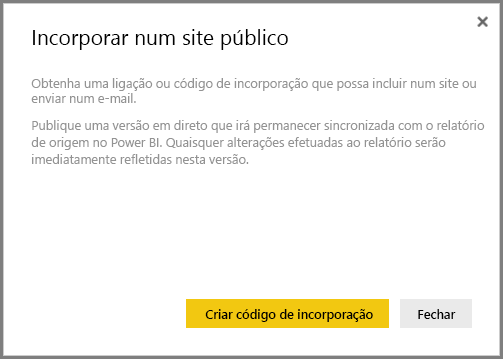 Incorporar num site público
Obtenha uma ligação ou código de incorporação que possa incluir num site ou
enviar num e-mail.
Publique uma versão em direto que irá permanecer sincronizada com o relatório
de origem no Power BI. Quaisquer alterações efetuadas ao relatório serão
imediatamente refletidas nesta versão.
Criar código de incorporação
Fechar